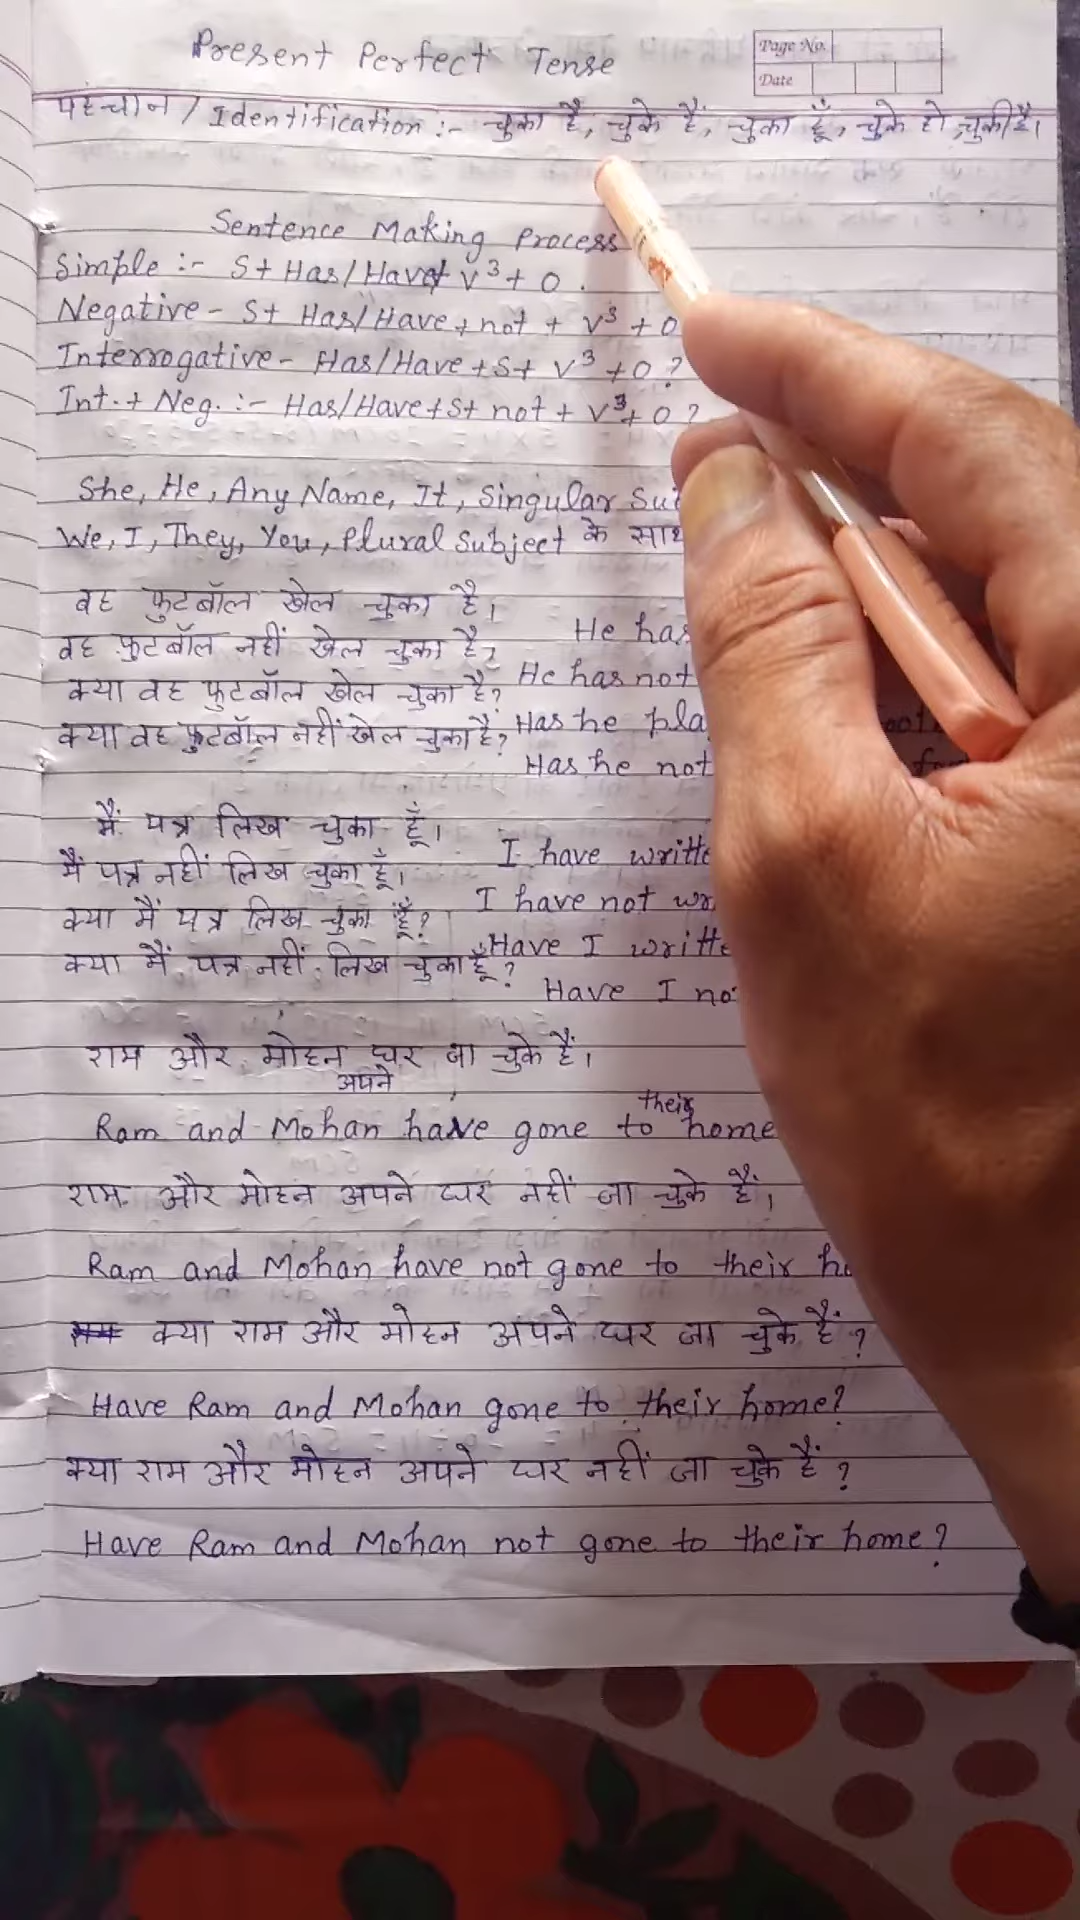 Present Perfect Tense
Page No.
Date
पहचान / Identification :- चुका है, चुके हैं, चुका हूँ, चुके हो, चुकी है।
Sentence Making Process
Simple :- S+ Has/Have+ V³ + O .
Negative - S+ Has/Have + not + V³ + O
Interrogative - Has/Have + S + V³ + O ?
Int. + Neg. :- Has/Have + S + not + V³ + O ?
She, He, Any Name, It, Singular
We, I, They, You, Plural Subject के साथ
वह फुटबॉल खेल चुका है।
He has
वह फुटबॉल नहीं खेल चुका है?
He has not
क्या वह फुटबॉल खेल चुका है?
Has he
क्या वह फुटबॉल नहीं खेल चुका है?
Has he not
मैं पत्र लिख चुका हूँ।
I have
मैं पत्र नहीं लिख चुका हूँ।
I have not
क्या मैं पत्र लिख चुका हूँ?
Have I
क्या मैं पत्र नहीं लिख चुका हूँ?
Have I
राम और मोहन घर जा चुके हैं।
अपने
their
Ram and Mohan have gone to home
राम और मोहन अपने घर नहीं जा चुके हैं।
Ram and Mohan have not gone to their
क्या राम और मोहन अपने घर जा चुके हैं?
Have Ram and Mohan gone to their home?
क्या राम और मोहन अपने घर नहीं जा चुके हैं?
Have Ram and Mohan not gone to their home?